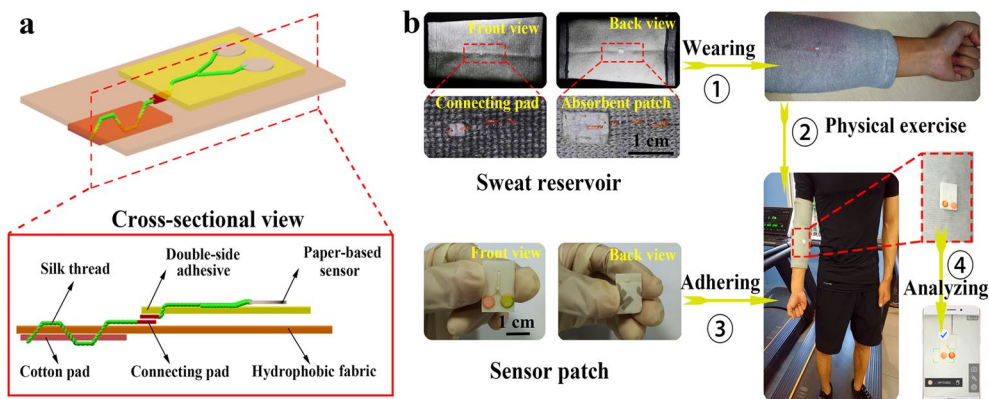 a
Cross-sectional view
Silk thread
Double-side
adhesive
Paper-based
sensor
Cotton pad
Connecting pad
Hydrophobic fabric
b
Front view
Back view
Connecting pad
Absorbent patch
1 cm
Sweat reservoir
Wearing
①
② Physical exercise
Front view
Back view
1 cm
Sensor patch
Adhering
③
④
Analyzing